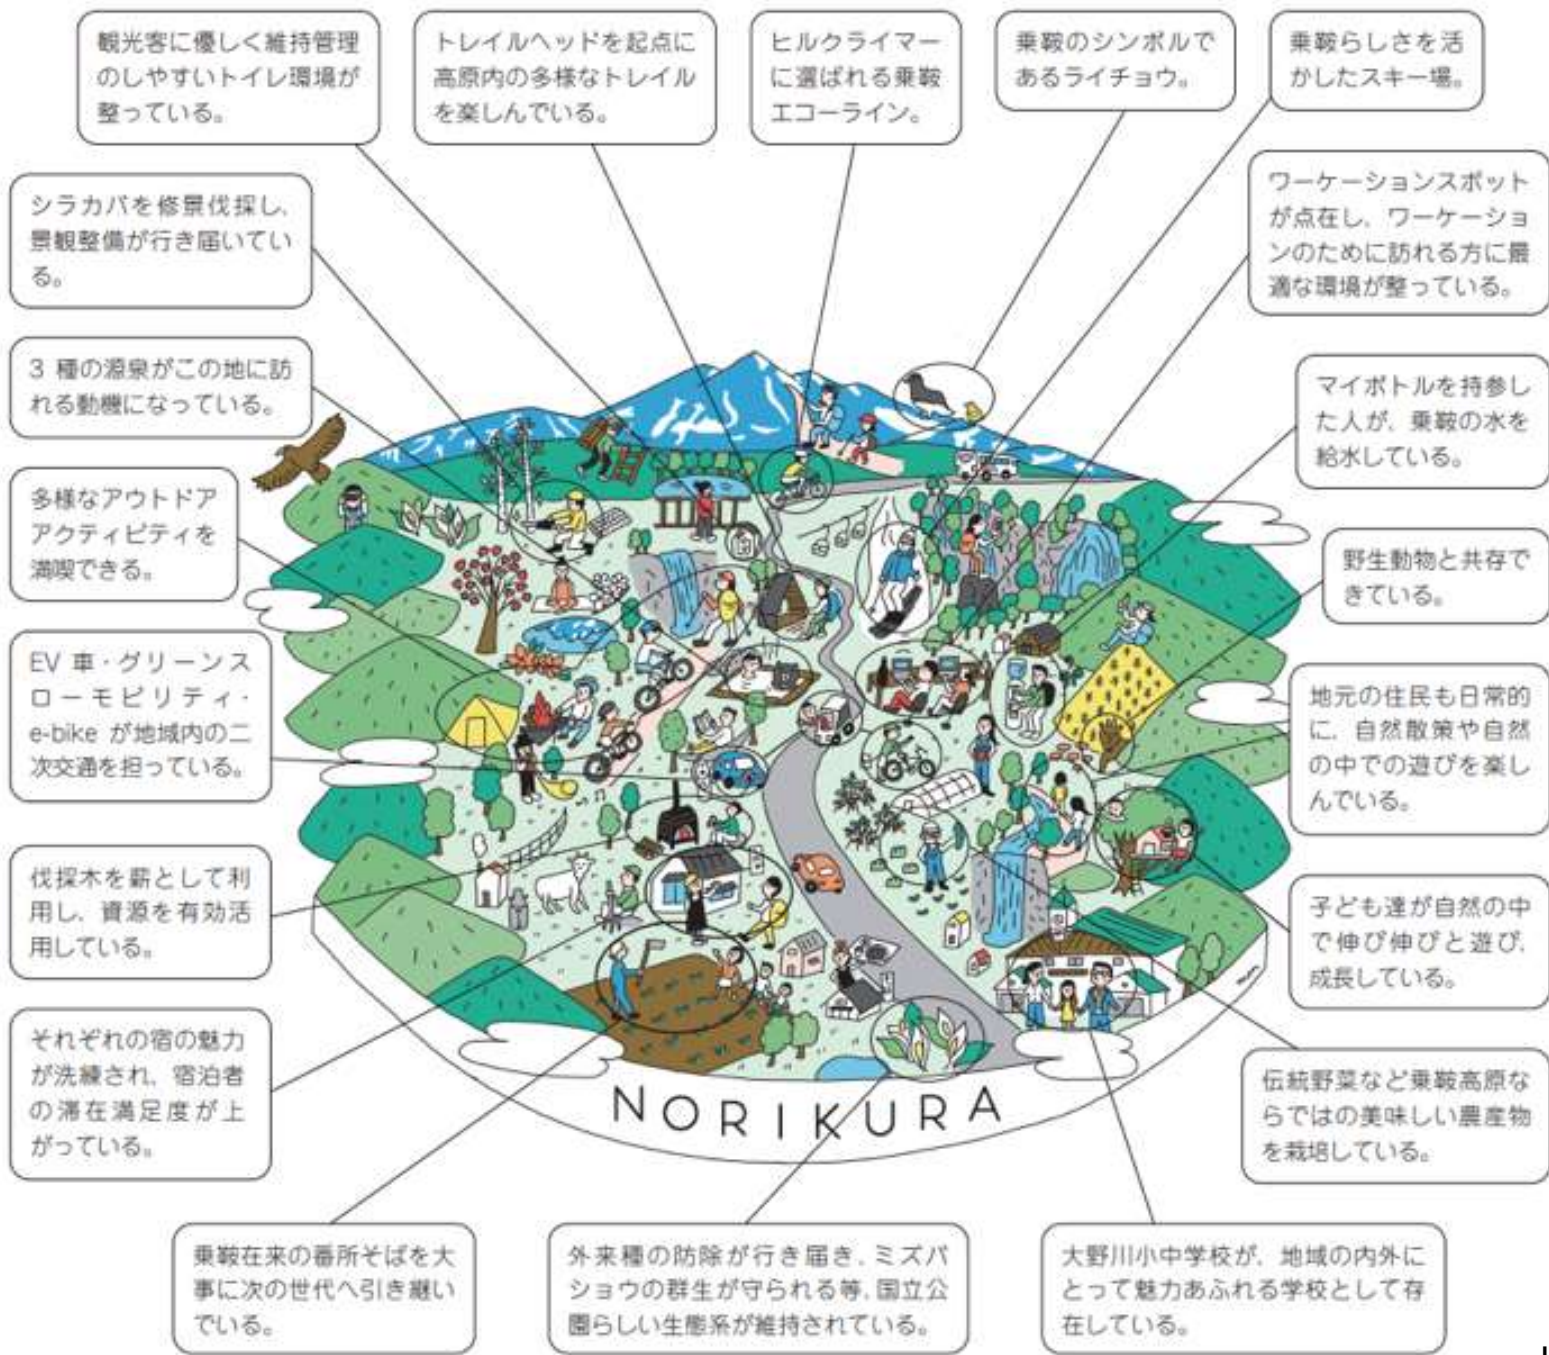 観光客に優しく維持管理
のしやすいトイレ環境が
整っている。
トレイルヘッドを起点に
高原内の多様なトレイル
を楽しんでいる。
ヒルクライマー
に選ばれる乗鞍
エコーライン。
乗鞍のシンボルで
あるライチョウ。
乗鞍らしさを活
かしたスキー場。
シラカバを修景伐採し、
景観整備が行き届いてい
る。
ワーケーションスポット
が点在し、ワーケーショ
ンのために訪れる方に最
適な環境が整っている。
3 種の源泉がこの地に訪
れる動機になっている。
マイボトルを持参し
た人が、乗鞍の水を
給水している。
多様なアウトドア
アクティビティを
満喫できる。
野生動物と共存で
きている。
EV 車・グリーンス
ローモビリティ・
e-bike が地域内の二
次交通を担っている。
地元の住民も日常的
に、自然散策や自然
の中での遊びを楽し
んでいる。
伐採木を薪として利
用し、資源を有効活
用している。
子ども達が自然の中
で伸び伸びと遊び、
成長している。
それぞれの宿の魅力
が洗練され、宿泊者
の滞在満足度が上
がっている。
伝統野菜など乗鞍高原な
らではの美味しい農産物
を栽培している。
NORIKURA
乗鞍在来の番所そばを大
事に次の世代へ引き継い
でいる。
外来種の防除が行き届き、ミズバ
ショウの群生が守られる等、国立公
園らしい生態系が維持されている。
大野川小中学校が、地域の内外に
とって魅力あふれる学校として存
在している。